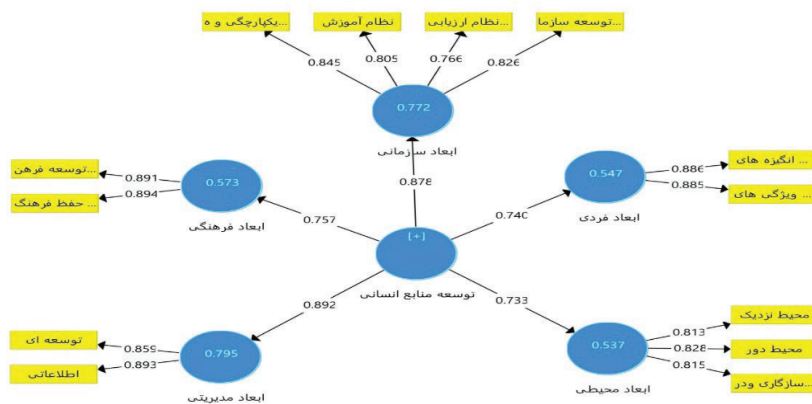 یکپارچگی و ه...
نظام آموزش
نظام ارزیابی...
توسعه سازما...
0.845
0.805
0.766
0.826
0.772
ابعاد سازمانی
توسعه فرهن...
حفظ فرهنگ ...
0.891
0.894
0.573
ابعاد فرهنگی
0.878
0.547
ابعاد فردی
0.886
0.885
انگیزه های ...
ویژگی های ...
0.757
0.740
[+]
توسعه منابع انسانی
0.892
0.733
توسعه ای
اطلاعاتی
0.859
0.893
0.795
ابعاد مدیریتی
0.537
ابعاد محیطی
0.813
0.828
0.815
محیط نزدیک
محیط دور
سازگاری ودر...